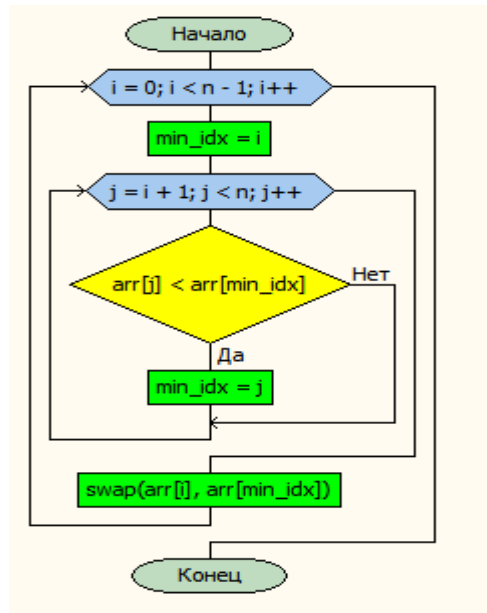 Начало
i = 0; i < n - 1; i++
min_idx = i
j = i + 1; j < n; j++
arr[j] < arr[min_idx]
Нет
Да
min_idx = j
swap(arr[i], arr[min_idx])
Конец